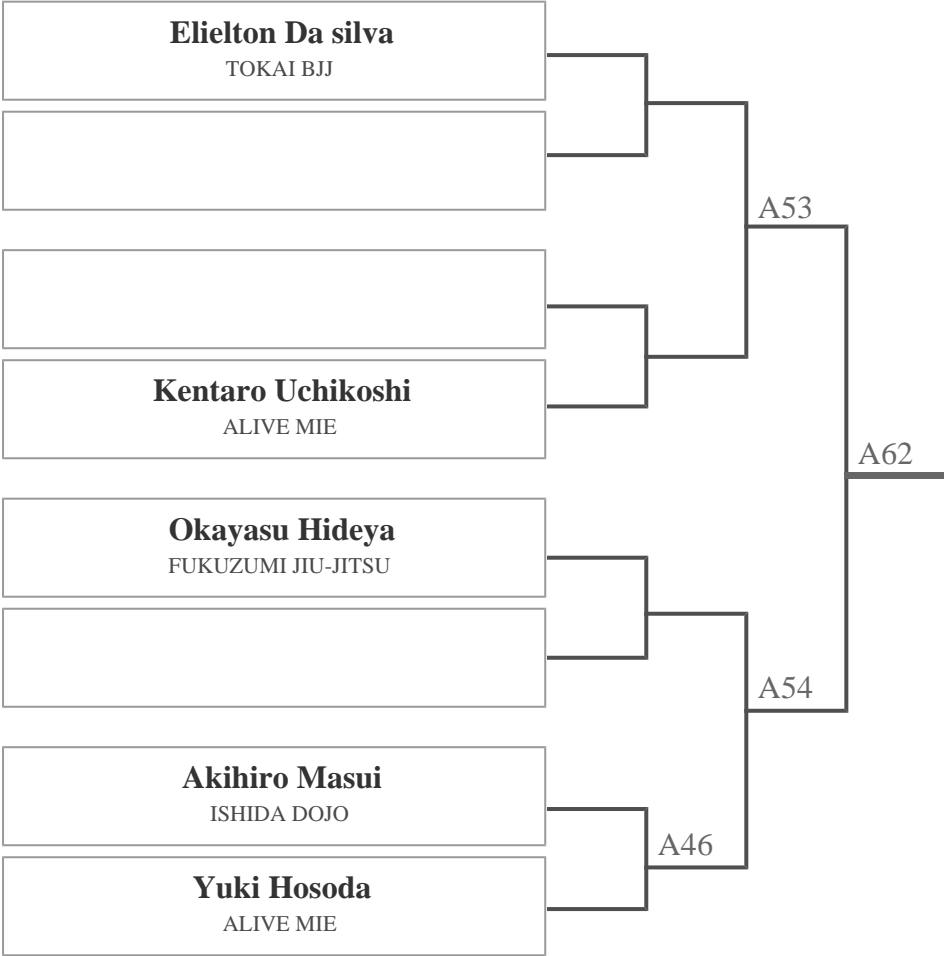 Elielton Da silva
TOKAI BJJ
A53
Kentaro Uchikoshi
ALIVE MIE
A62
Okayasu Hideya
FUKUZUMI JIU-JITSU
A54
Akihiro Masui
ISHIDA DOJO
A46
Yuki Hosoda
ALIVE MIE